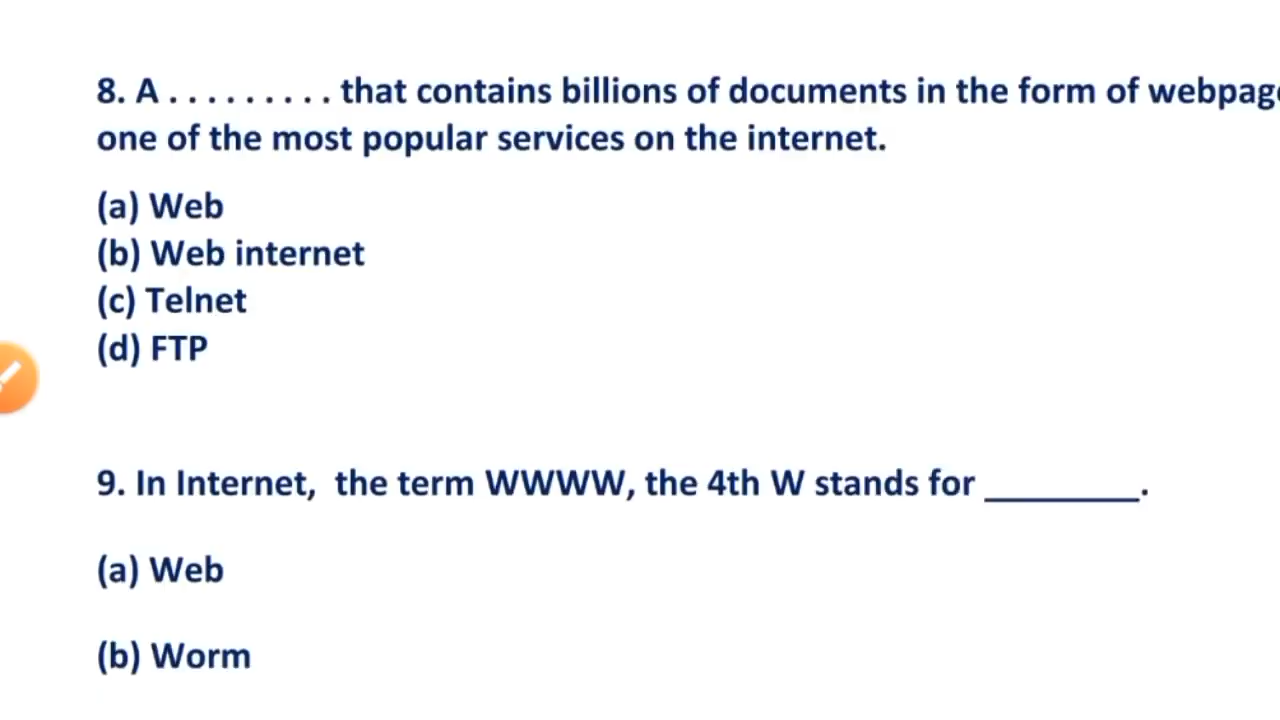 8. A . . . . . . . . . that contains billions of documents in the form of
one of the most popular services on the internet.
(a) Web
(b) Web internet
(c) Telnet
(d) FTP
9. In Internet, the term WWWW, the 4th W stands for ________.
(a) Web
(b) Worm